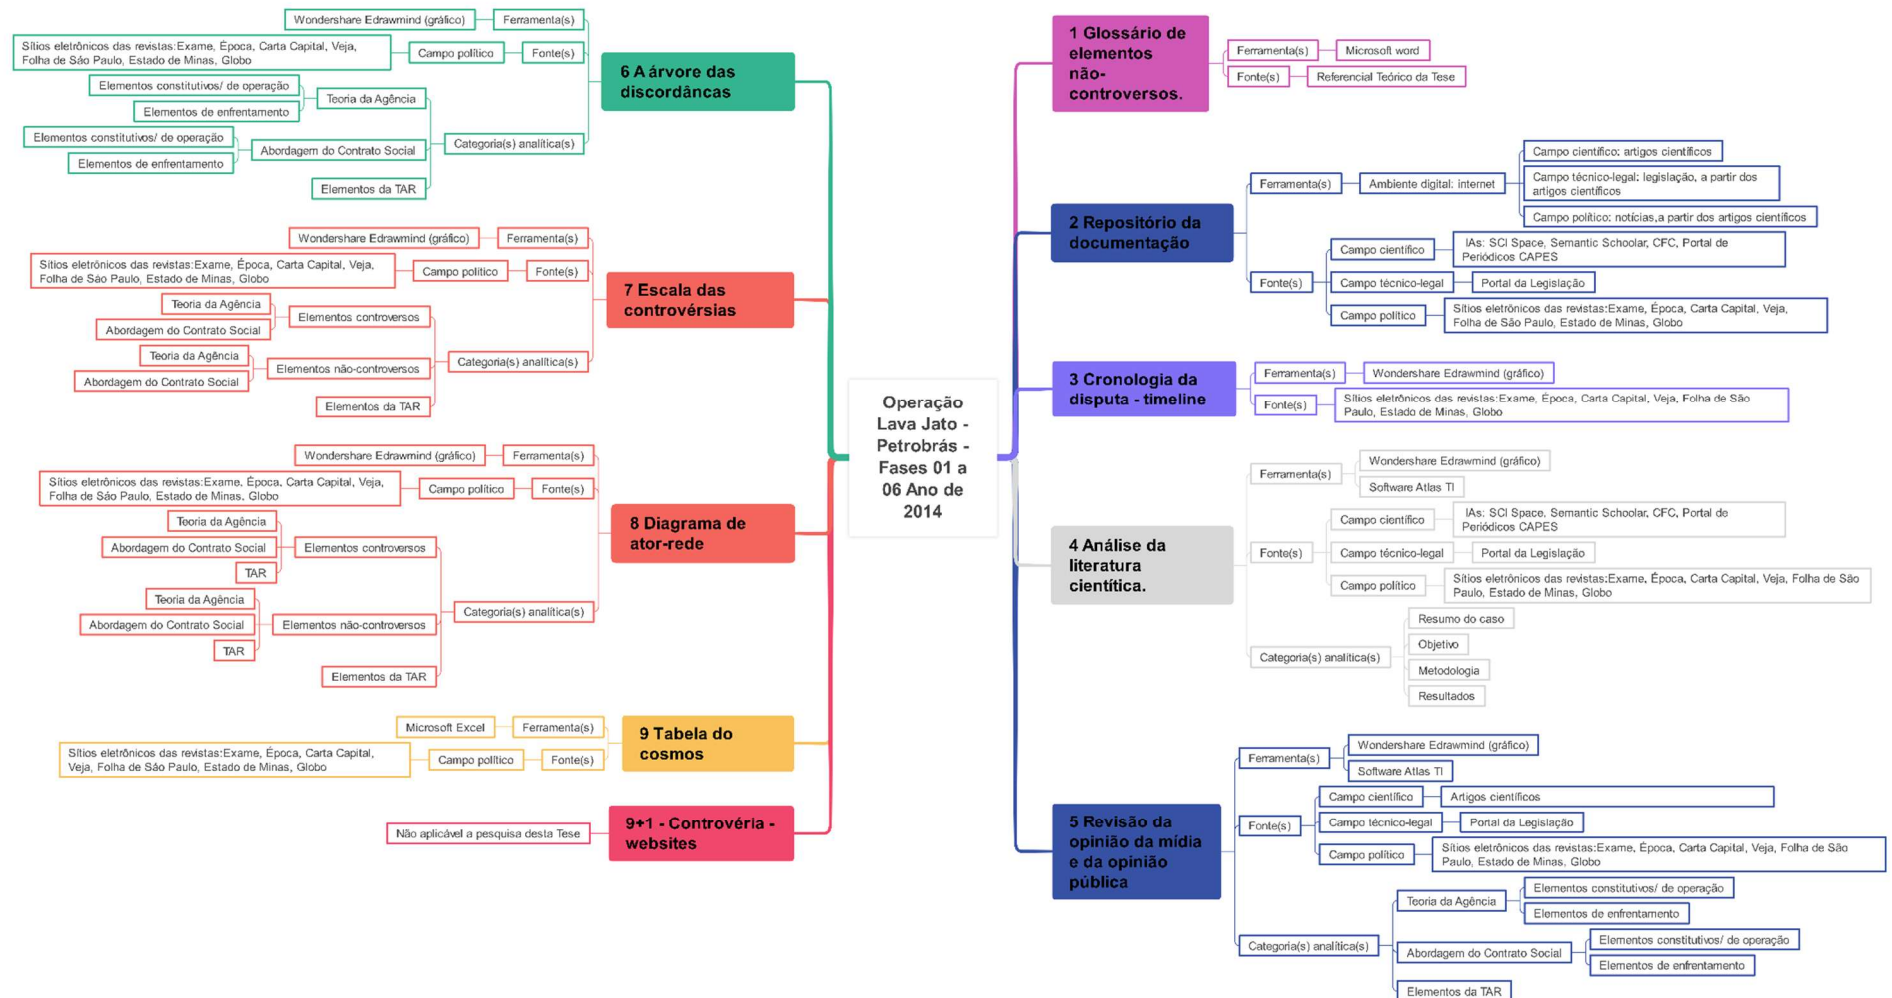 Operação
Lava Jato -
Petrobrás -
Fases 01 a
06 Ano de
2014
1 Glossário de
elementos
não-
controversos.
Ferramenta(s)
Microsoft word
Fonte(s)
Referencial Teórico da Tese
2 Repositório da
documentação
Ferramenta(s)
Ambiente digital: internet
Campo científico: artigos científicos
Campo técnico-legal: legislação, a partir dos
artigos científicos
Campo político: notícias,a partir dos artigos científicos
Fonte(s)
Campo científico
IAs: SCI Space, Semantic Schoolar, CFC, Portal de
Periódicos CAPES
Campo técnico-legal
Portal da Legislação
Campo político
Sítios eletrônicos das revistas:Exame, Época, Carta Capital, Veja,
Folha de São Paulo, Estado de Minas, Globo
3 Cronologia da
disputa - timeline
Ferramenta(s)
Wondershare Edrawmind (gráfico)
Fonte(s)
Sítios eletrônicos das revistas:Exame, Época, Carta Capital, Veja, Folha de São
Paulo, Estado de Minas, Globo
4 Análise da
literatura
cientítica.
Ferramenta(s)
Wondershare Edrawmind (gráfico)
Software Atlas TI
Fonte(s)
Campo científico
IAs: SCI Space, Semantic Schoolar, CFC, Portal de
Periódicos CAPES
Campo técnico-legal
Portal da Legislação
Campo político
Sítios eletrônicos das revistas:Exame, Época, Carta Capital, Veja, Folha de São
Paulo, Estado de Minas, Globo
Categoria(s) analítica(s)
Resumo do caso
Objetivo
Metodologia
Resultados
5 Revisão da
opinião da mídia
e da opinião
pública
Ferramenta(s)
Wondershare Edrawmind (gráfico)
Software Atlas TI
Fonte(s)
Campo científico
Artigos científicos
Campo técnico-legal
Portal da Legislação
Campo político
Sítios eletrônicos das revistas:Exame, Época, Carta Capital, Veja, Folha de São
Paulo, Estado de Minas, Globo
Categoria(s) analítica(s)
Teoria da Agência
Elementos constitutivos/ de operação
Elementos de enfrentamento
Abordagem do Contrato Social
Elementos constitutivos/ de operação
Elementos de enfrentamento
Elementos da TAR
6 A árvore das
discordâncas
Ferramenta(s)
Wondershare Edrawmind (gráfico)
Fonte(s)
Campo político
Sítios eletrônicos das revistas:Exame, Época, Carta Capital, Veja,
Folha de São Paulo, Estado de Minas, Globo
Categoria(s) analítica(s)
Teoria da Agência
Elementos constitutivos/ de operação
Elementos de enfrentamento
Abordagem do Contrato Social
Elementos constitutivos/ de operação
Elementos de enfrentamento
Elementos da TAR
7 Escala das
controvérsias
Ferramenta(s)
Wondershare Edrawmind (gráfico)
Fonte(s)
Campo político
Sítios eletrônicos das revistas:Exame, Época, Carta Capital, Veja,
Folha de São Paulo, Estado de Minas, Globo
Categoria(s) analítica(s)
Elementos controversos
Teoria da Agência
Abordagem do Contrato Social
Elementos não-controversos
Teoria da Agência
Abordagem do Contrato Social
Elementos da TAR
8 Diagrama de
ator-rede
Ferramenta(s)
Wondershare Edrawmind (gráfico)
Fonte(s)
Campo político
Sítios eletrônicos das revistas:Exame, Época, Carta Capital, Veja,
Folha de São Paulo, Estado de Minas, Globo
Categoria(s) analítica(s)
Elementos controversos
Teoria da Agência
Abordagem do Contrato Social
TAR
Elementos não-controversos
Teoria da Agência
Abordagem do Contrato Social
TAR
Elementos da TAR
9 Tabela do
cosmos
Ferramenta(s)
Microsoft Excel
Fonte(s)
Campo político
Sítios eletrônicos das revistas:Exame, Época, Carta Capital,
Veja, Folha de São Paulo, Estado de Minas, Globo
9+1 - Controvéria -
websites
Não aplicável a pesquisa desta Tese